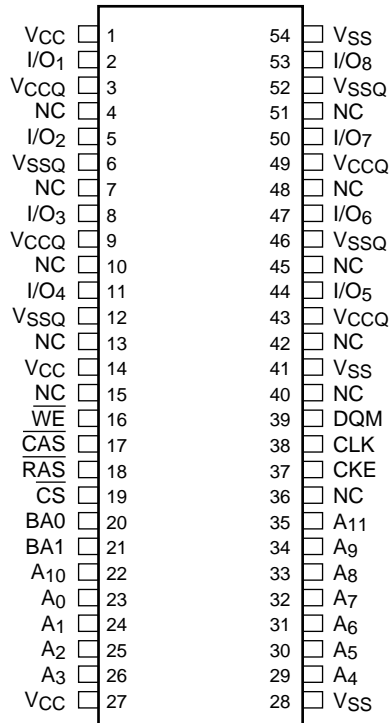 VCC 1 54 VSS
I/O1 2 53 I/O8
VCCQ 3 52 VSSQ
NC 4 51 NC
I/O2 5 50 I/O7
VSSQ 6 49 VCCQ
NC 7 48 NC
I/O3 8 47 I/O6
VCCQ 9 46 VSSQ
NC 10 45 NC
I/O4 11 44 I/O5
VSSQ 12 43 VCCQ
NC 13 42 NC
VCC 14 41 VSS
NC 15 40 NC
W̅E̅ 16 39 DQM
C̅A̅S̅ 17 38 CLK
R̅A̅S̅ 18 37 CKE
C̅S̅ 19 36 NC
BA0 20 35 A11
BA1 21 34 A9
A10 22 33 A8
A0 23 32 A7
A1 24 31 A6
A2 25 30 A5
A3 26 29 A4
VCC 27 28 VSS